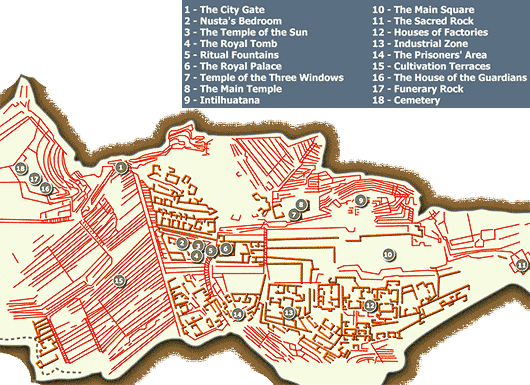 1 - The City Gate
2 - Nusta's Bedroom
3 - The Temple of the Sun
4 - The Royal Tomb
5 - Ritual Fountains
6 - The Royal Palace
7 - Temple of the Three Windows
8 - The Main Temple
9 - Intilhuatana
10 - The Main Square
11 - The Sacred Rock
12 - Houses of Factories
13 - Industrial Zone
14 - The Prisoners' Area
15 - Cultivation Terraces
16 - The House of the Guardians
17 - Funerary Rock
18 - Cemetery
18
17
16
1
8
7
9
2
3
4
5
6
10
11
15
14
13
12